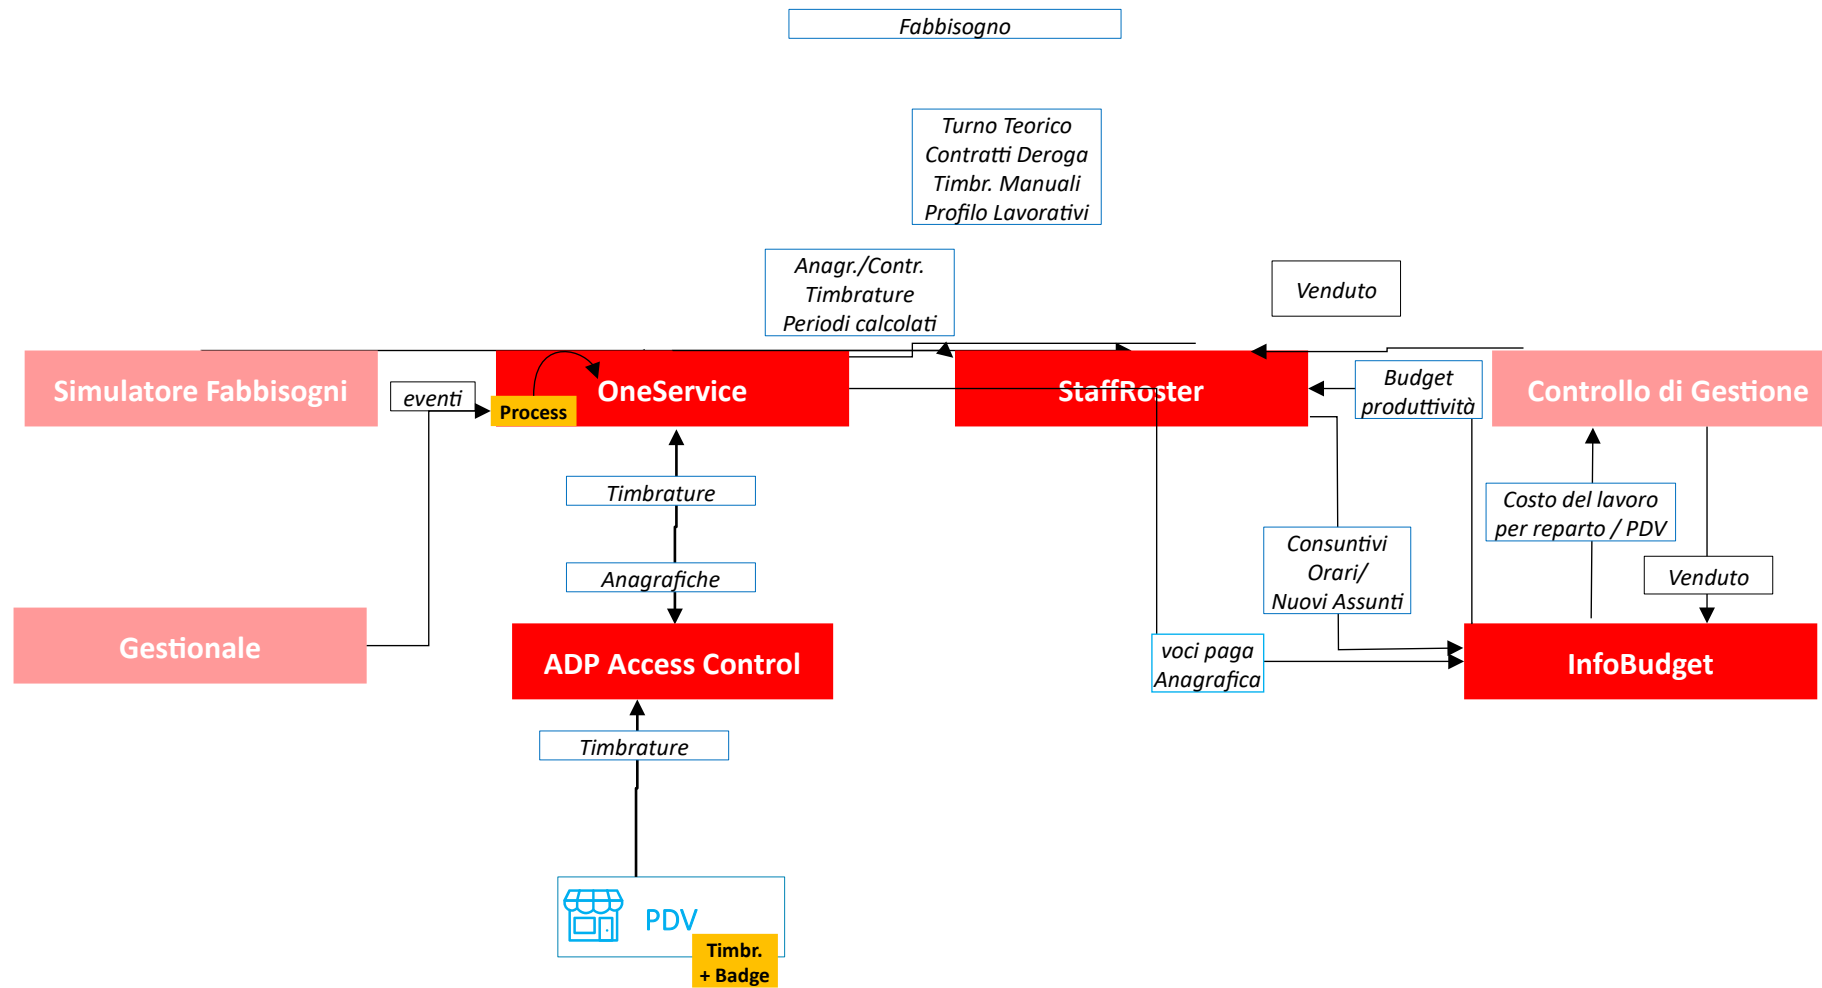 Fabbisogno
Turno Teorico
Contratti Deroga
Timbr. Manuali
Profilo Lavorativi
Anagr./Contr.
Timbrature
Periodi calcolati
Venduto
Simulatore Fabbisogni
eventi
Process
OneService
StaffRoster
Budget
produttività
Controllo di Gestione
Timbrature
Costo del lavoro
per reparto / PDV
Consuntivi
Orari/
Nuovi Assunti
Anagrafiche
Venduto
Gestionale
ADP Access Control
voci paga
Anagrafica
InfoBudget
Timbrature
PDV
Timbr.
+ Badge